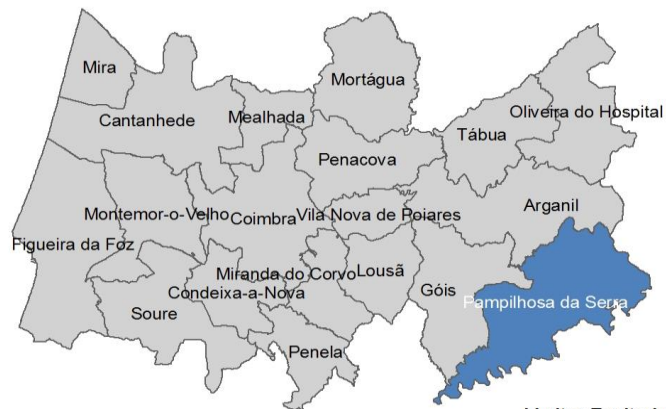 Mira
Mortágua
Oliveira do Hospital
Cantanhede
Mealhada
Tábua
Penacova
Arganil
Montemor-o-Velho
Coimbra
Vila Nova de Poiares
Figueira da Foz
Miranda do Corvo
Lousã
Condeixa-a-Nova
Góis
Pampilhosa da Serra
Soure
Penela